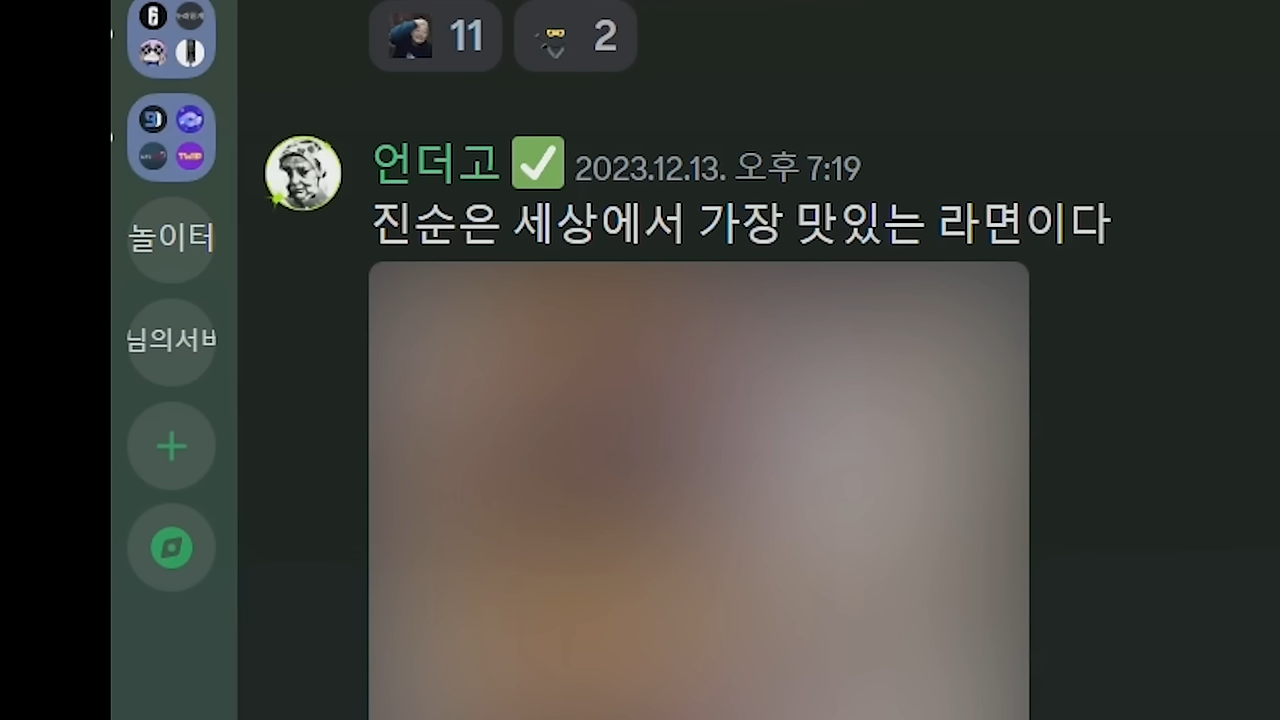 11 2
언더고 ✅ 2023.12.13. 오후 7:19
진순은 세상에서 가장 맛있는 라면이다
놀이터
님의서버